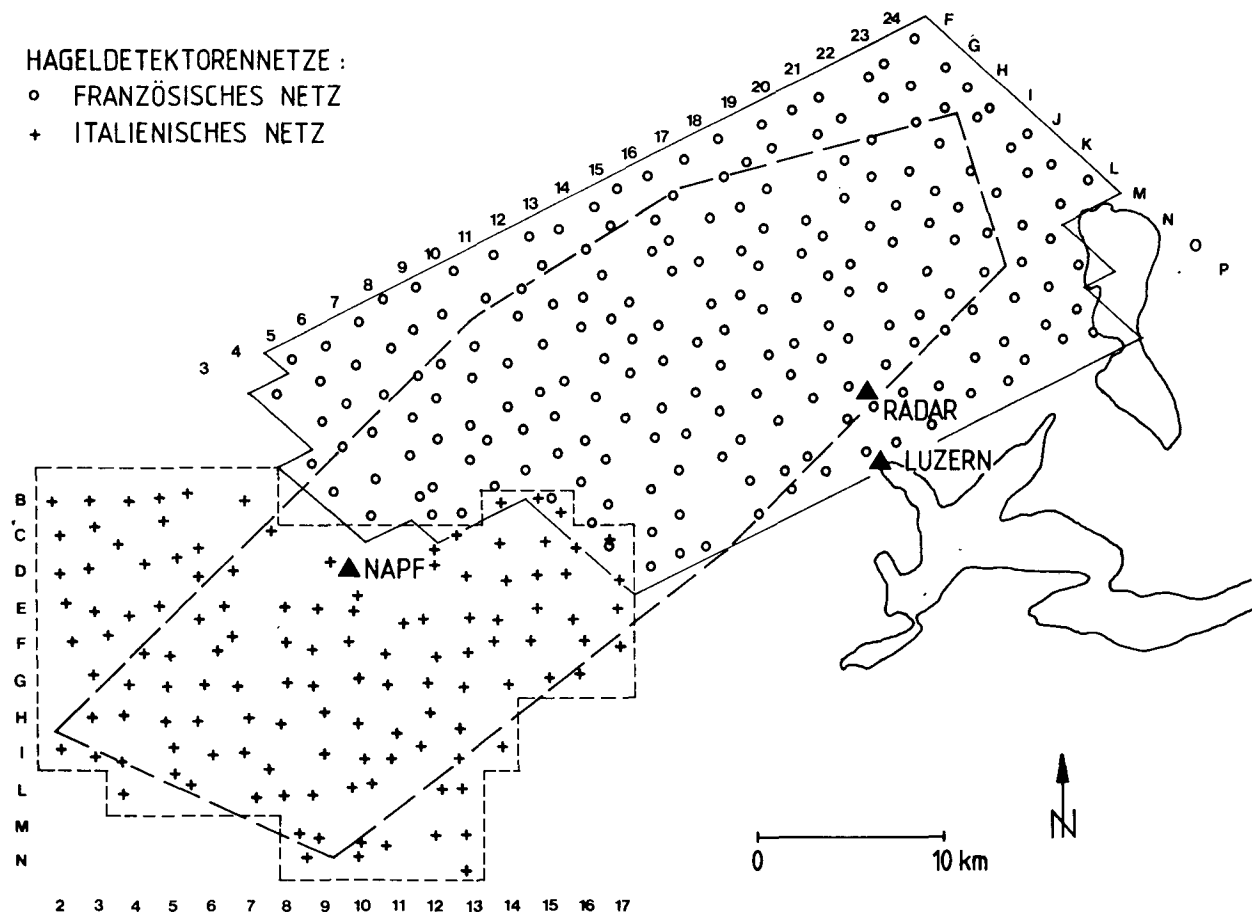 HAGELDETEKTORENNETZE :
o FRANZÖSISCHES NETZ
+ ITALIENISCHES NETZ
3 4 5 6 7 8 9 10 11 12 13 14 15 16 17 18 19 20 21 22 23 24
F
G
H
I
J
K
L
M
N
O
P
RADAR
LUZERN
NAPF
B
C
D
E
F
G
H
I
L
M
N
N
0 10 km
2 3 4 5 6 7 8 9 10 11 12 13 14 15 16 17